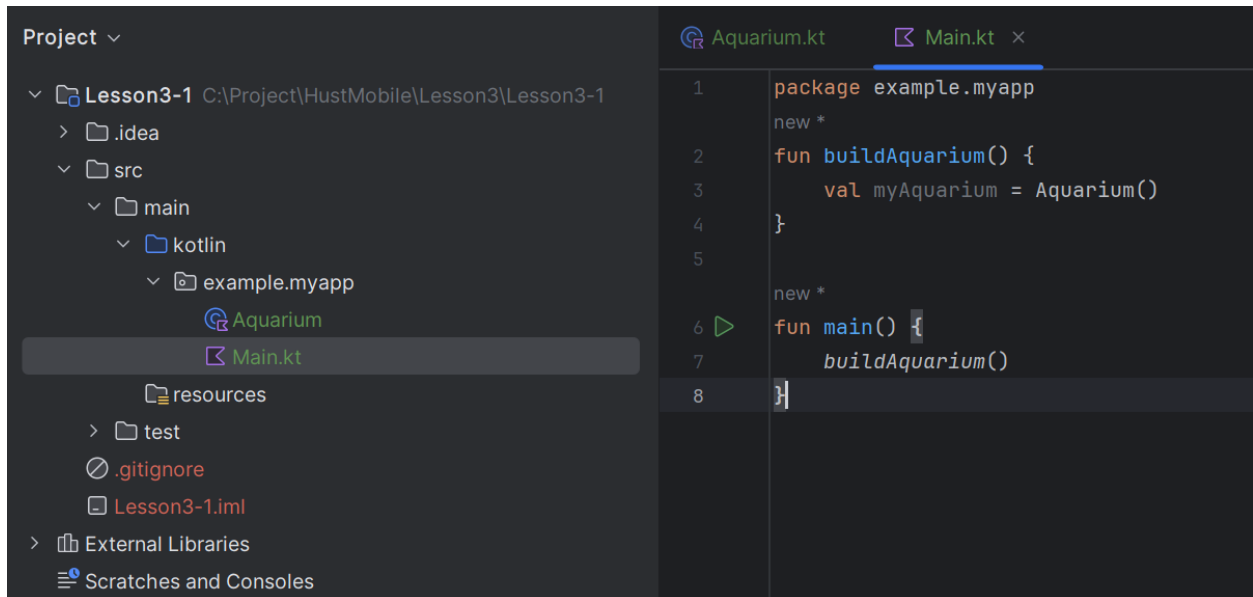 Project
Lesson3-1 C:\Project\HustMobile\Lesson3\Lesson3-1
.idea
src
main
kotlin
example.myapp
Aquarium
Main.kt
resources
test
.gitignore
Lesson3-1.iml
External Libraries
Scratches and Consoles
Aquarium.kt Main.kt ×
1 package example.myapp
new *
2 fun buildAquarium() {
3     val myAquarium = Aquarium()
4 }
5
new *
6 fun main() {
7     buildAquarium()
8 }